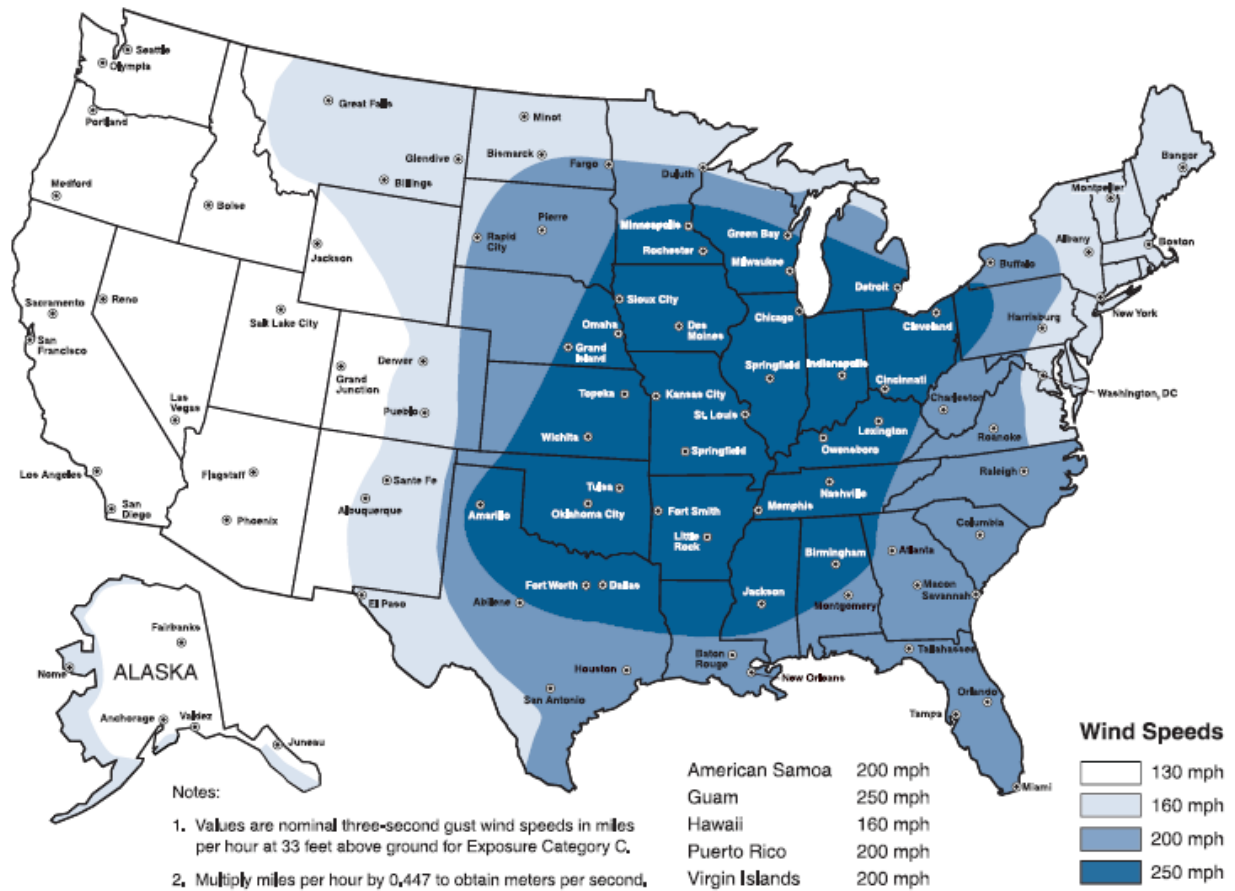 Seattle
Olympia
Portland
Medford
Boise
Great Falls
Glendive
Billings
Jackson
Minot
Bismarck
Fargo
Duluth
Pierre
Rapid
City
Minneapolis
Rochester
Green Bay
Milwaukee
Bangor
Montpelier
Albany
Boston
Buffalo
Detroit
Sacramento
Reno
San
Francisco
Salt Lake City
Sioux City
Omaha
Des
Moines
Grand
Island
Chicago
Cleveland
Harrisburg
New York
Denver
Grand
Junction
Pueblo
Las
Vegas
Springfield
Indianapolis
Cincinnati
Washington, DC
Topeka
Kansas City
St. Louis
Charleston
Lexington
Roanoke
Wichita
Springfield
Owensboro
Raleigh
Los Angeles
San
Diego
Flagstaff
Phoenix
Santa Fe
Albuquerque
Tulsa
Amarillo
Oklahoma City
Fort Smith
Little
Rock
Nashville
Memphis
Columbia
Birmingham
Atlanta
Macon
Savannah
El Paso
Fort Worth
Dallas
Abilene
Jackson
Montgomery
Houston
Baton
Rouge
New Orleans
Tallahassee
San Antonio
Orlando
Tampa
Miami
Fairbanks
Nome
ALASKA
Anchorage
Valdez
Juneau
Notes:
1. Values are nominal three-second gust wind speeds in miles
per hour at 33 feet above ground for Exposure Category C.
2. Multiply miles per hour by 0.447 to obtain meters per second.
American Samoa 200 mph
Guam 250 mph
Hawaii 160 mph
Puerto Rico 200 mph
Virgin Islands 200 mph
Wind Speeds
130 mph
160 mph
200 mph
250 mph